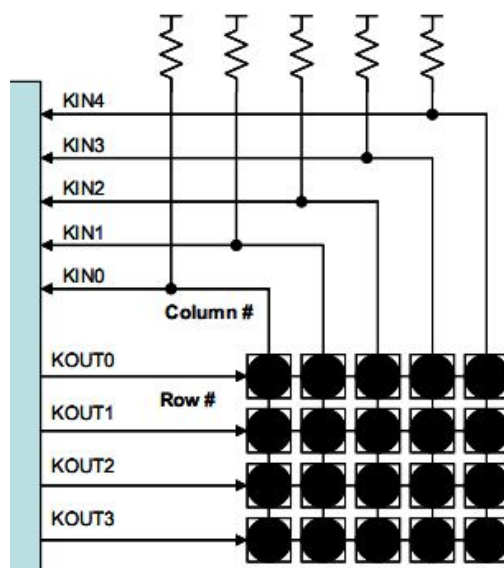 KIN4
KIN3
KIN2
KIN1
KIN0
Column #
KOUT0
Row #
KOUT1
KOUT2
KOUT3